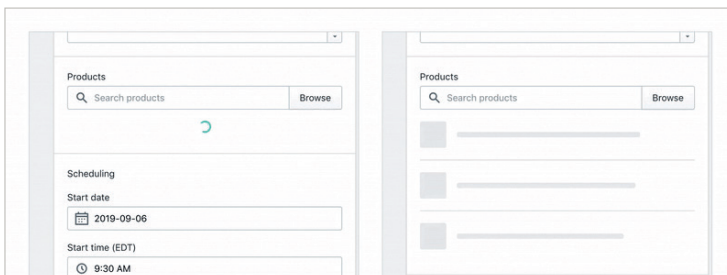 Products
Search products Browse
Scheduling
Start date
2019-09-06
Start time (EDT)
9:30 AM
Products
Search products Browse